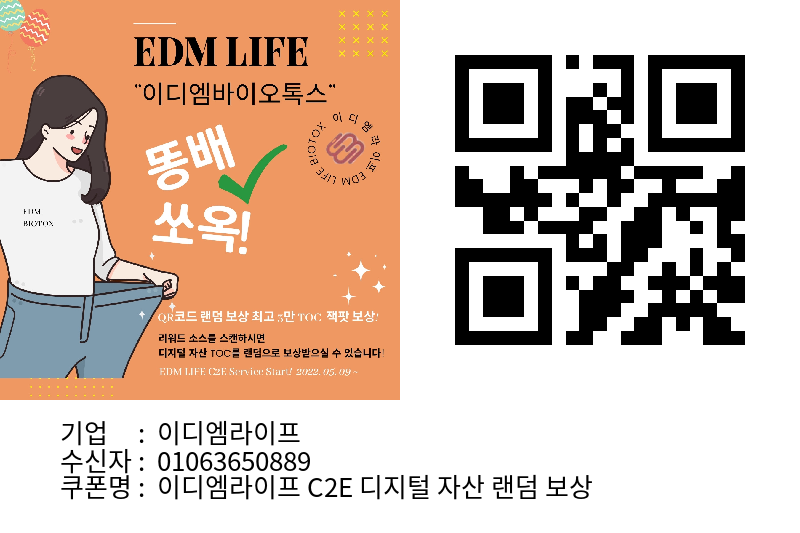 EDM LIFE
"이디엠바이오톡스"
똥배
쏘옥!
이디엠라이프 EDM LIFE BIOTOX
EDM
BIOTOX
QR코드 랜덤 보상 최고 5만 TOC 잭팟 보상!
리워드 소스를 스캔하시면
디지털 자산 TOC를 랜덤으로 보상받으실 수 있습니다!
EDM LIFE C2E Service Start! 2022. 05. 09 ~
기업 : 이디엠라이프
수신자 : 01063650889
쿠폰명 : 이디엠라이프 C2E 디지털 자산 랜덤 보상